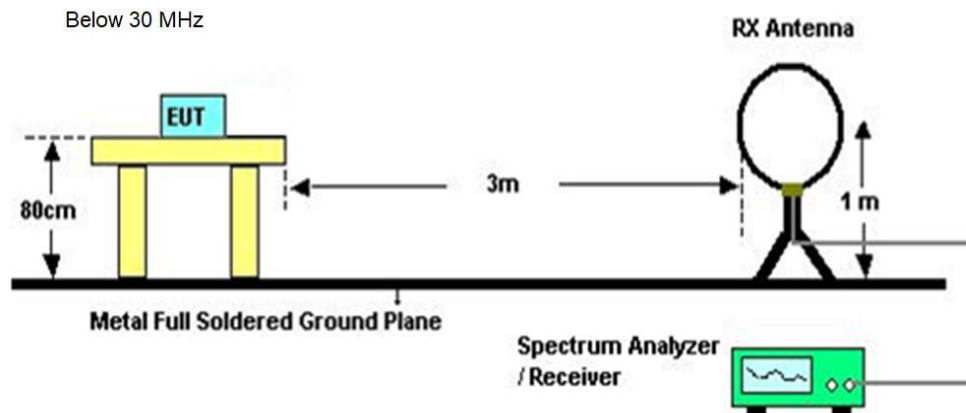 Below 30 MHz
RX Antenna
EUT
80cm
3m
1 m
Metal Full Soldered Ground Plane
Spectrum Analyzer
/ Receiver